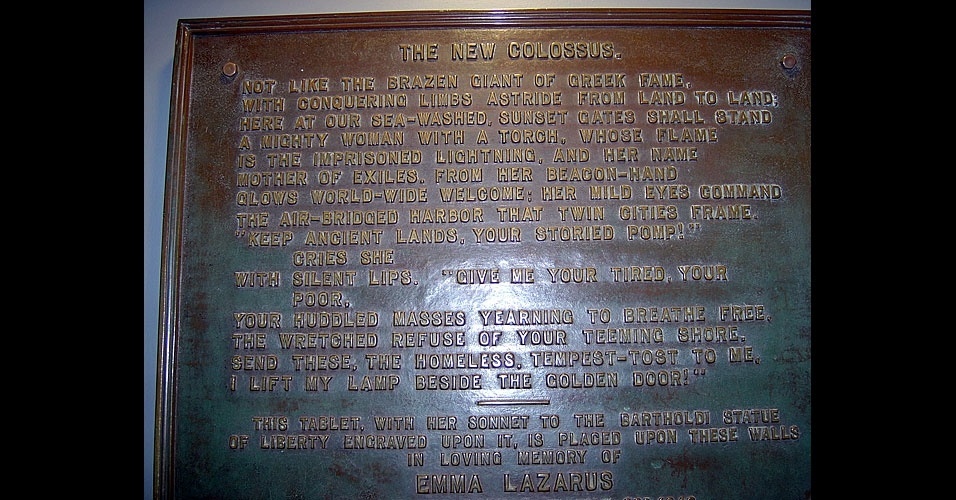 THE NEW COLOSSUS.
NOT LIKE THE BRAZEN GIANT OF GREEK FAME,
WITH CONQUERING LIMBS ASTRIDE FROM LAND TO LAND;
HERE AT OUR SEA-WASHED, SUNSET GATES SHALL STAND
A MIGHTY WOMAN WITH A TORCH, WHOSE FLAME
IS THE IMPRISONED LIGHTNING, AND HER NAME
MOTHER OF EXILES. FROM HER BEACON-HAND
GLOWS WORLD-WIDE WELCOME; HER MILD EYES COMMAND
THE AIR-BRIDGED HARBOR THAT TWIN CITIES FRAME.
"KEEP ANCIENT LANDS, YOUR STORIED POMP!"
CRIES SHE
WITH SILENT LIPS. "GIVE ME YOUR TIRED, YOUR
POOR,
YOUR HUDDLED MASSES YEARNING TO BREATHE FREE,
THE WRETCHED REFUSE OF YOUR TEEMING SHORE.
SEND THESE, THE HOMELESS, TEMPEST-TOST TO ME,
I LIFT MY LAMP BESIDE THE GOLDEN DOOR!"
THIS TABLET, WITH HER SONNET TO THE BARTHOLDI STATUE
OF LIBERTY ENGRAVED UPON IT, IS PLACED UPON THESE WALLS
IN LOVING MEMORY OF
EMMA LAZARUS